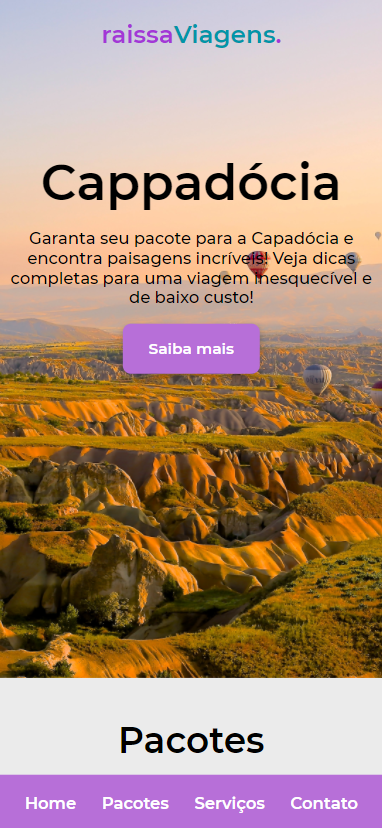 raissaViagens.
Cappadócia
Garanta seu pacote para a Capadócia e
encontra paisagens incríveis! Veja dicas
completas para uma viagem inesquecível e
de baixo custo!
Saiba mais
Pacotes
Home Pacotes Serviços Contato